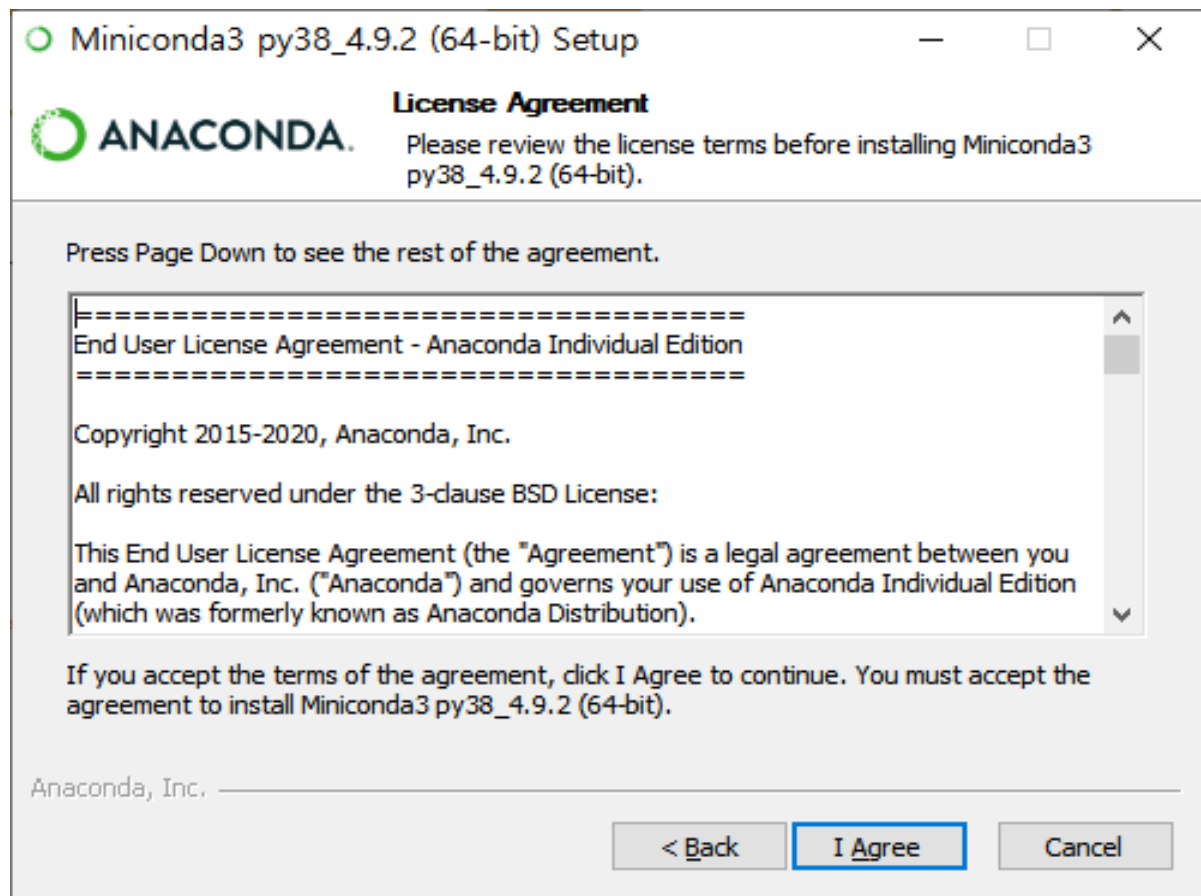 Miniconda3 py38_4.9.2 (64-bit) Setup
ANACONDA.
License Agreement
Please review the license terms before installing Miniconda3
py38_4.9.2 (64-bit).
Press Page Down to see the rest of the agreement.
===================================
End User License Agreement - Anaconda Individual Edition
===================================
Copyright 2015-2020, Anaconda, Inc.
All rights reserved under the 3-clause BSD License:
This End User License Agreement (the "Agreement") is a legal agreement between you
and Anaconda, Inc. ("Anaconda") and governs your use of Anaconda Individual Edition
(which was formerly known as Anaconda Distribution).
If you accept the terms of the agreement, click I Agree to continue. You must accept the
agreement to install Miniconda3 py38_4.9.2 (64-bit).
Anaconda, Inc.
< Back
I Agree
Cancel